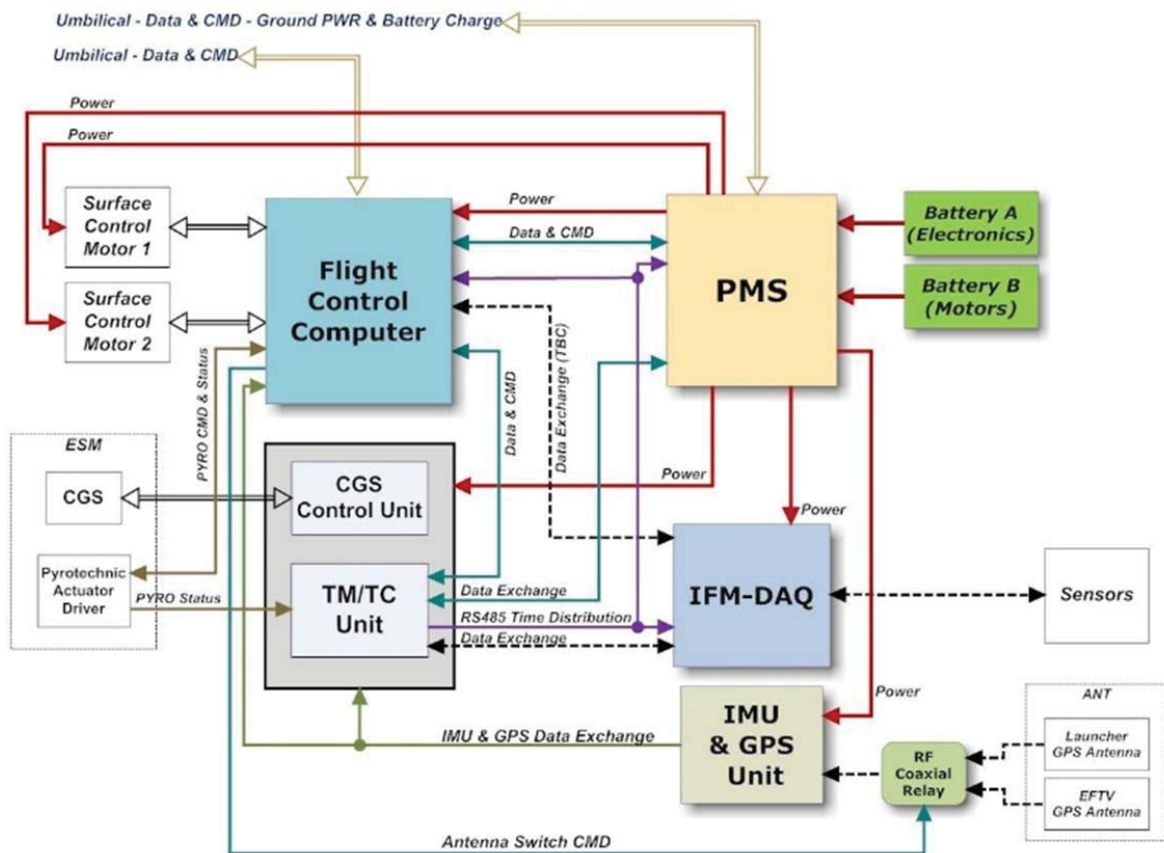 Umbilical - Data & CMD - Ground PWR & Battery Charge
Umbilical - Data & CMD
Power
Power
Surface
Control
Motor 1
Surface
Control
Motor 2
Flight
Control
Computer
Power
Data & CMD
PMS
Battery A
(Electronics)
Battery B
(Motors)
PYRO CMD & Status
Data & CMD
Data Exchange (TBC)
ESM
CGS
Pyrotechnic
Actuator
Driver
PYRO Status
CGS
Control Unit
TM/TC
Unit
Power
Power
Data Exchange
RS485 Time Distribution
Data Exchange
IFM-DAQ
Sensors
Power
IMU & GPS Data Exchange
IMU
& GPS
Unit
RF
Coaxial
Relay
ANT
Launcher
GPS Antenna
EFTV
GPS Antenna
Antenna Switch CMD